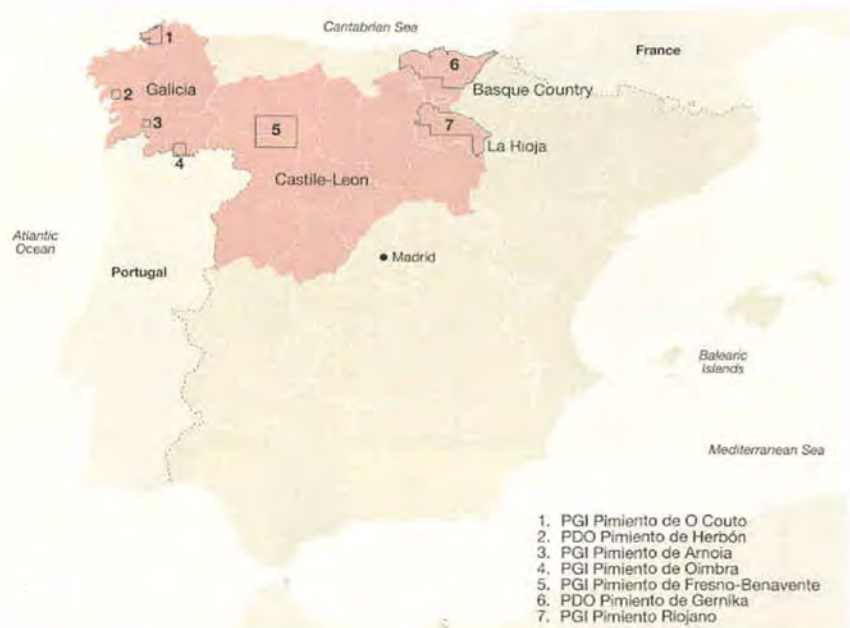 Cantabrian Sea
France
1
6
Galicia
Basque Country
2
3
5
7
La Rioja
4
Castile-Leon
Atlantic
Ocean
Madrid
Portugal
Balearic
Islands
Mediterranean Sea
1. PGI Pimiento de O Couto
2. PDO Pimiento de Herbón
3. PGI Pimiento de Arnoia
4. PGI Pimiento de Oimbra
5. PGI Pimiento de Fresno-Benavente
6. PDO Pimiento de Gernika
7. PGI Pimiento Riojano